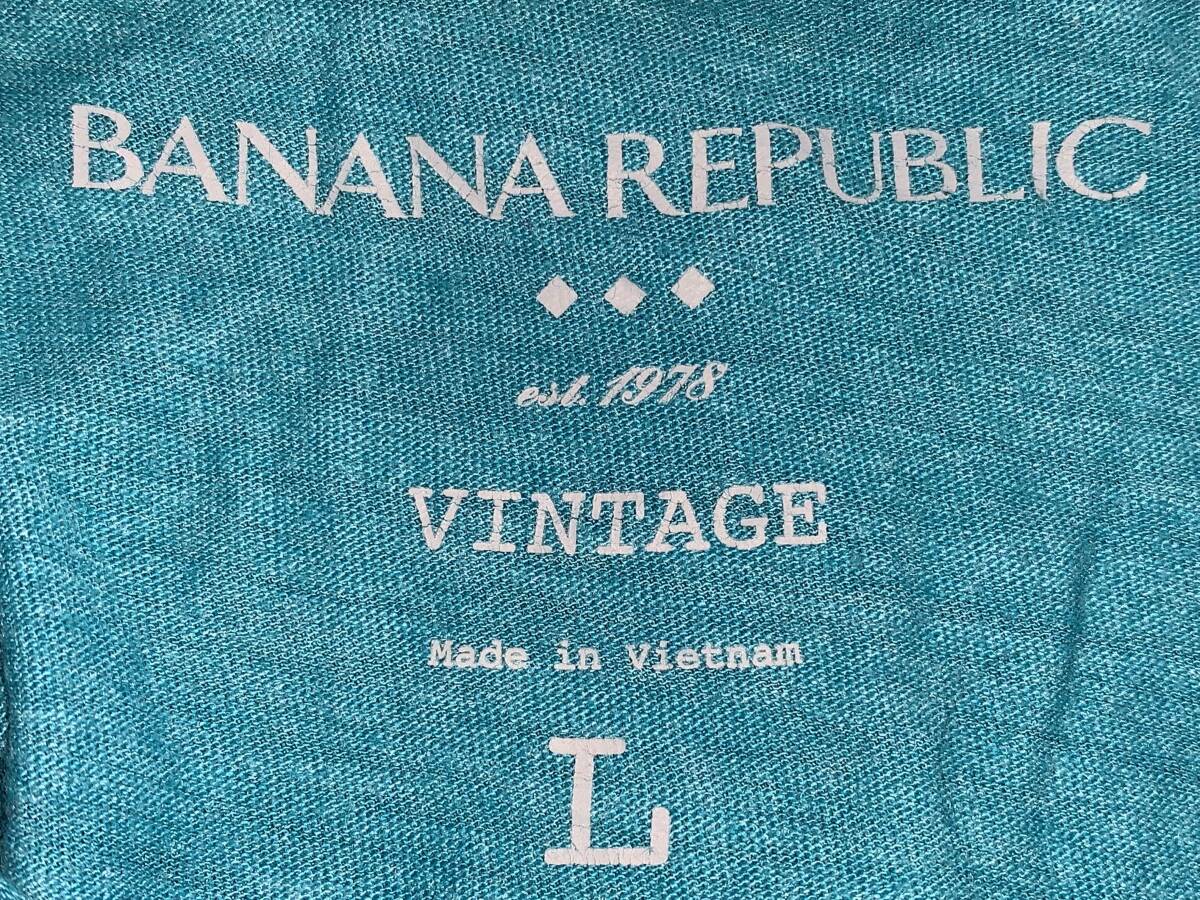 BANANA REPUBLIC
est. 1978
VINTAGE
Made in Vietnam
L